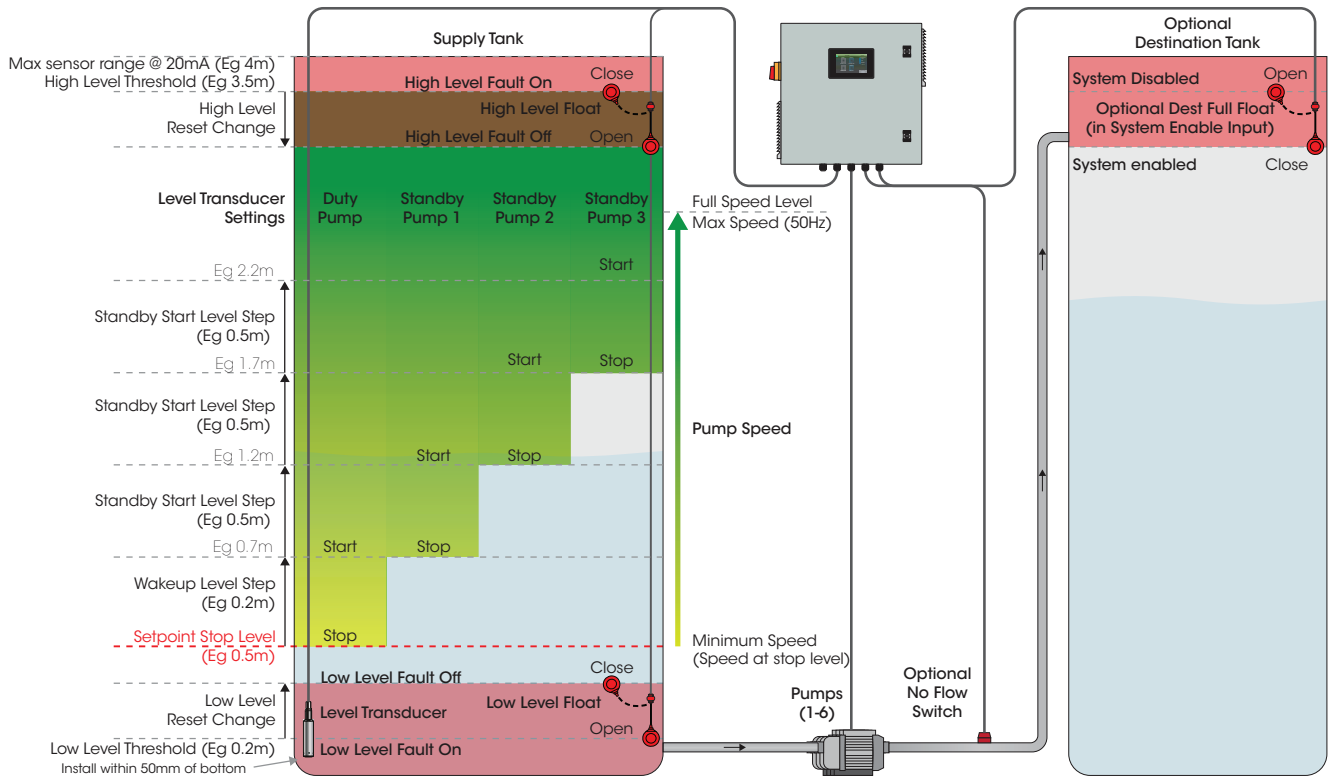 Supply Tank
Optional
Destination Tank
Max sensor range @ 20mA (Eg 4m)
High Level Threshold (Eg 3.5m)
High Level Fault On
Close
High Level
Reset Change
High Level Float
High Level Fault Off
Open
System Disabled
Open
Optional Dest Full Float
(in System Enable Input)
System enabled
Close
Level Transducer
Settings
Duty
Pump
Standby
Pump 1
Standby
Pump 2
Standby
Pump 3
Full Speed Level
Max Speed (50Hz)
Eg 2.2m
Start
Standby Start Level Step
(Eg 0.5m)
Eg 1.7m
Start
Stop
Standby Start Level Step
(Eg 0.5m)
Pump Speed
Eg 1.2m
Start
Stop
Standby Start Level Step
(Eg 0.5m)
Eg 0.7m
Start
Stop
Wakeup Level Step
(Eg 0.2m)
Setpoint Stop Level
(Eg 0.5m)
Stop
Minimum Speed
(Speed at stop level)
Low Level Fault Off
Close
Low Level
Reset Change
Low Level Float
Level Transducer
Open
Low Level Threshold (Eg 0.2m)
Low Level Fault On
Install within 50mm of bottom
Pumps
(1-6)
Optional
No Flow
Switch